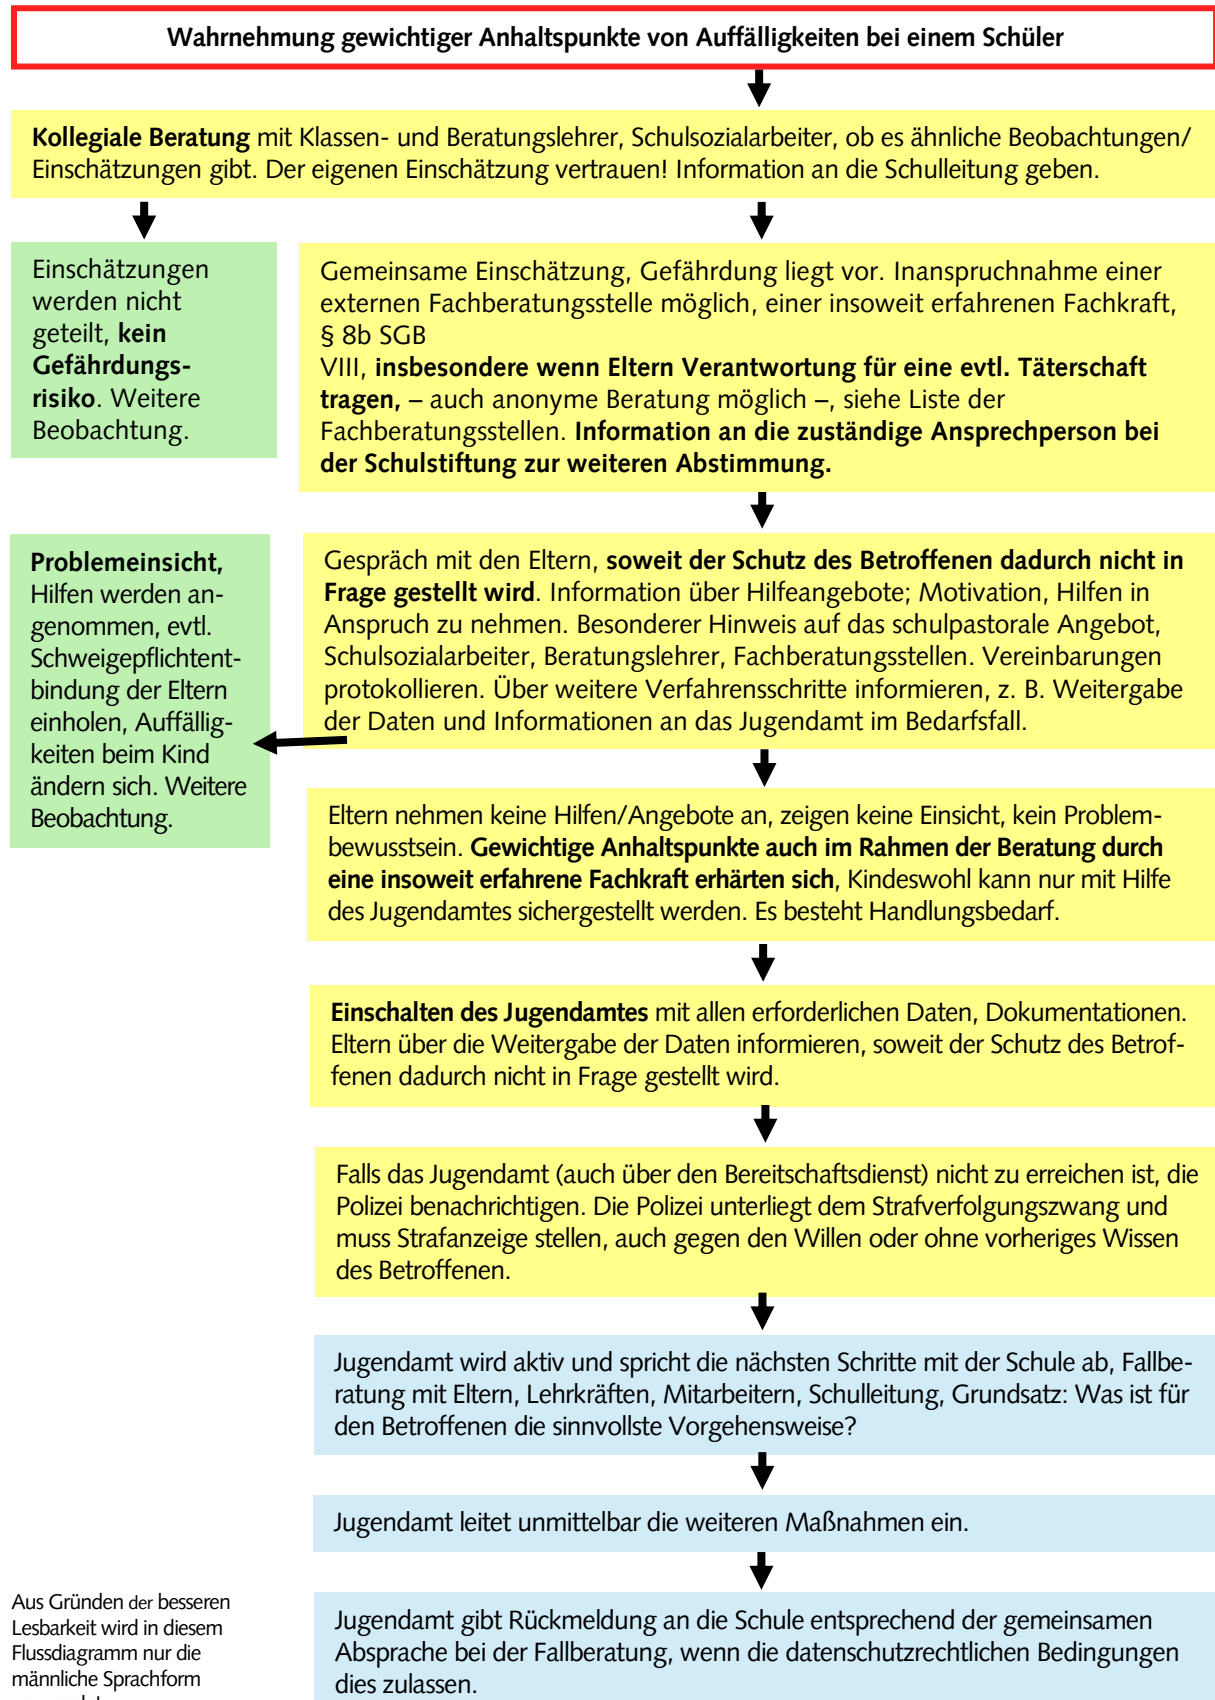 Wahrnehmung gewichtiger Anhaltspunkte von Auffälligkeiten bei einem Schüler
Kollegiale Beratung mit Klassen- und Beratungslehrer, Schulsozialarbeiter, ob es ähnliche Beobachtungen/
Einschätzungen gibt. Der eigenen Einschätzung vertrauen! Information an die Schulleitung geben.
Einschätzungen
werden nicht
geteilt, kein
Gefährdungs-
risiko. Weitere
Beobachtung.
Gemeinsame Einschätzung, Gefährdung liegt vor. Inanspruchnahme einer
externen Fachberatungsstelle möglich, einer insoweit erfahrenen Fachkraft,
§ 8b SGB
VIII, insbesondere wenn Eltern Verantwortung für eine evtl. Täterschaft
tragen, – auch anonyme Beratung möglich –, siehe Liste der
Fachberatungsstellen. Information an die zuständige Ansprechperson bei
der Schulstiftung zur weiteren Abstimmung.
Problemeinsicht,
Hilfen werden an-
genommen, evtl.
Schweigepflichtent-
bindung der Eltern
einholen, Auffällig-
keiten beim Kind
ändern sich. Weitere
Beobachtung.
Gespräch mit den Eltern, soweit der Schutz des Betroffenen dadurch nicht in
Frage gestellt wird. Information über Hilfeangebote; Motivation, Hilfen in
Anspruch zu nehmen. Besonderer Hinweis auf das schulpastorale Angebot,
Schulsozialarbeiter, Beratungslehrer, Fachberatungsstellen. Vereinbarungen
protokollieren. Über weitere Verfahrensschritte informieren, z. B. Weitergabe
der Daten und Informationen an das Jugendamt im Bedarfsfall.
Eltern nehmen keine Hilfen/Angebote an, zeigen keine Einsicht, kein Problem-
bewusstsein. Gewichtige Anhaltspunkte auch im Rahmen der Beratung durch
eine insoweit erfahrene Fachkraft erhärten sich, Kindeswohl kann nur mit Hilfe
des Jugendamtes sichergestellt werden. Es besteht Handlungsbedarf.
Einschalten des Jugendamtes mit allen erforderlichen Daten, Dokumentationen.
Eltern über die Weitergabe der Daten informieren, soweit der Schutz des Betrof-
fenen dadurch nicht in Frage gestellt wird.
Falls das Jugendamt (auch über den Bereitschaftsdienst) nicht zu erreichen ist, die
Polizei benachrichtigen. Die Polizei unterliegt dem Strafverfolgungszwang und
muss Strafanzeige stellen, auch gegen den Willen oder ohne vorheriges Wissen
des Betroffenen.
Jugendamt wird aktiv und spricht die nächsten Schritte mit der Schule ab, Fallbe-
ratung mit Eltern, Lehrkräften, Mitarbeitern, Schulleitung, Grundsatz: Was ist für
den Betroffenen die sinnvollste Vorgehensweise?
Jugendamt leitet unmittelbar die weiteren Maßnahmen ein.
Jugendamt gibt Rückmeldung an die Schule entsprechend der gemeinsamen
Absprache bei der Fallberatung, wenn die datenschutzrechtlichen Bedingungen
dies zulassen.
Aus Gründen der besseren
Lesbarkeit wird in diesem
Flussdiagramm nur die
männliche Sprachform